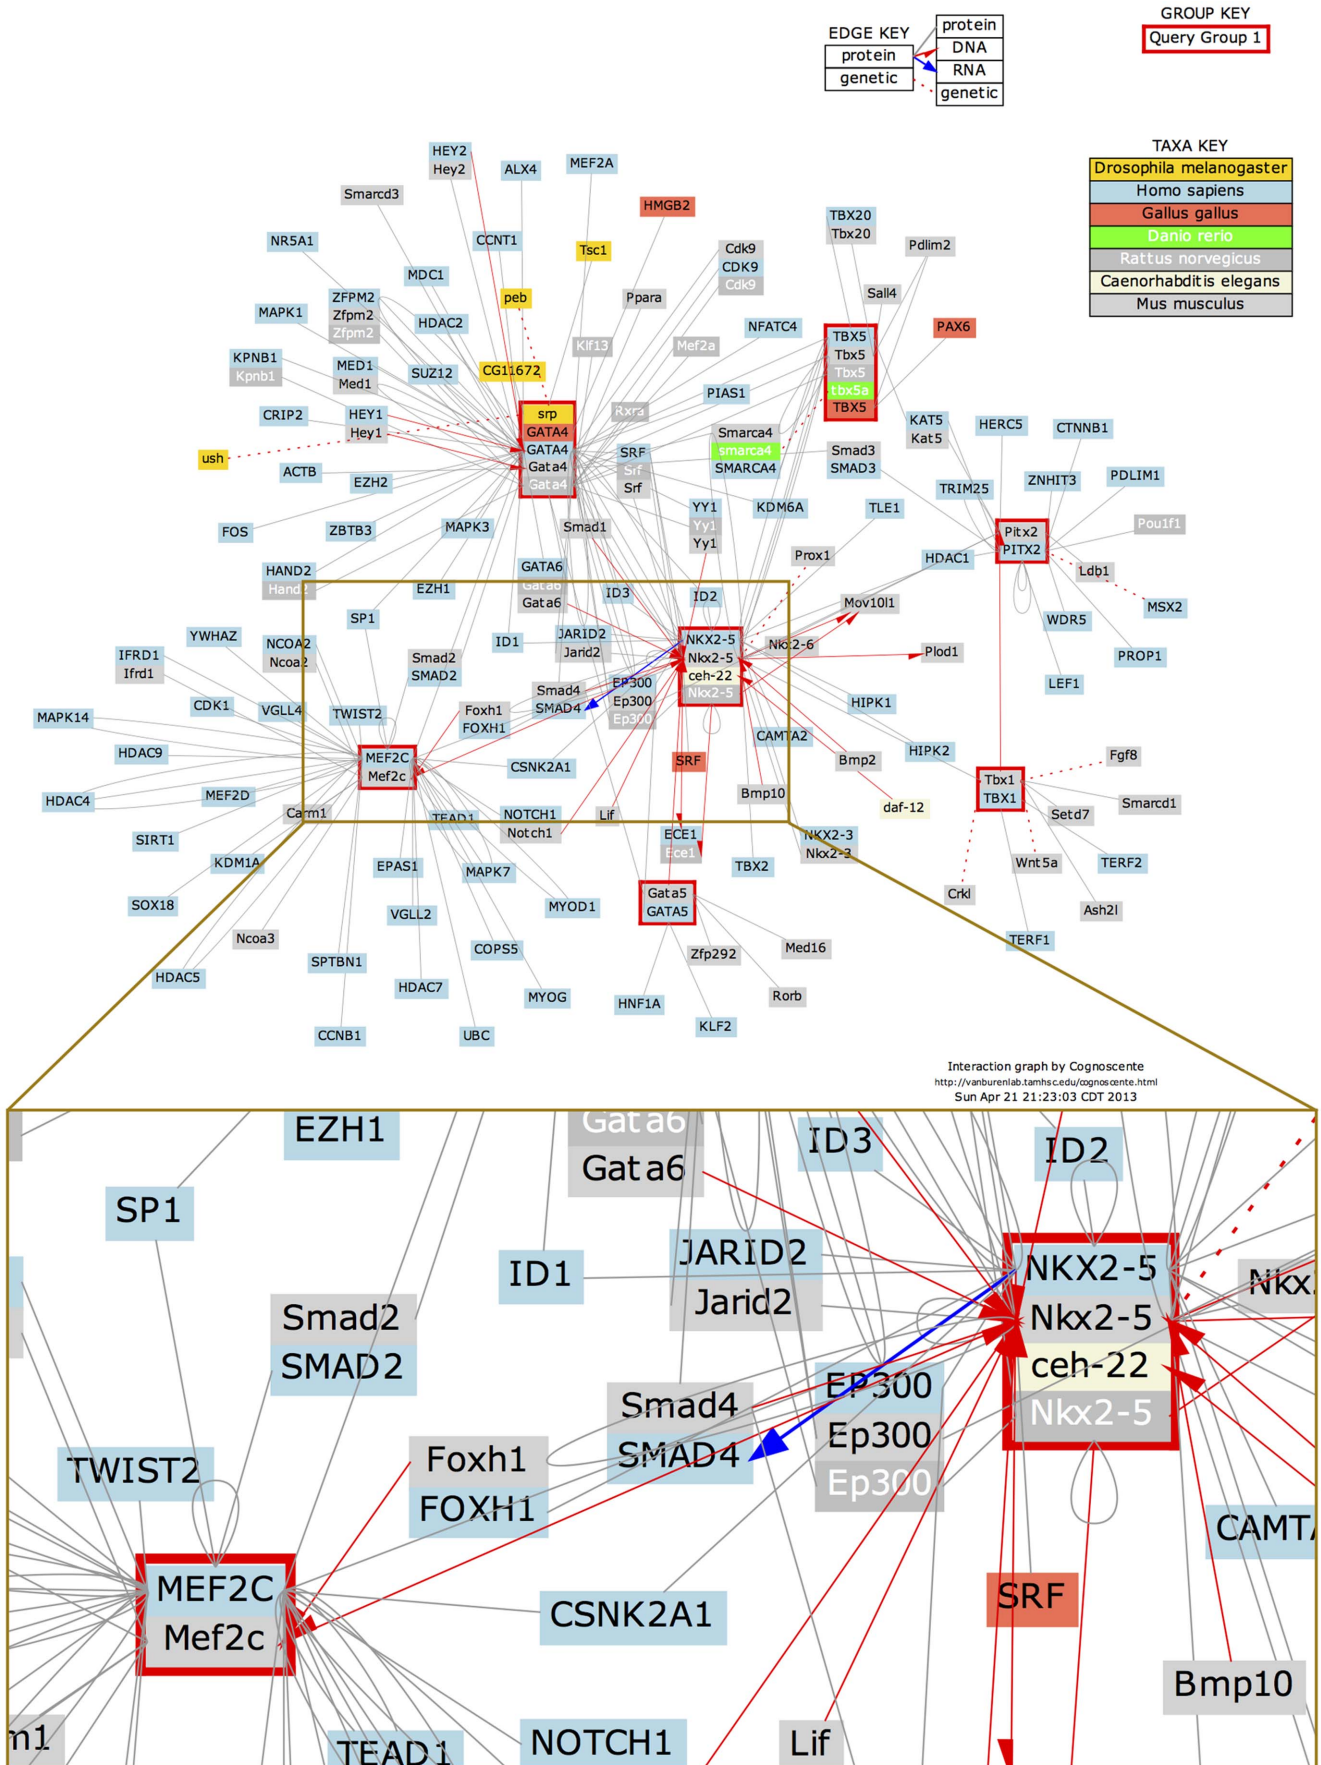 GROUP KEY
Query Group 1
EDGE KEY
protein
genetic
protein
DNA
RNA
genetic
TAXA KEY
Drosophila melanogaster
Homo sapiens
Gallus gallus
Danio rerio
Rattus norvegicus
Caenorhabditis elegans
Mus musculus
HEY2
Hey2
ALX4
MEF2A
Smarcd3
HMGB2
TBX20
Tbx20
NR5A1
CCNT1
Tsc1
Cdk9
CDK9
Cdk9
Pdlim2
MDC1
ZFPM2
Zfpm2
Zfpm2
peb
Ppara
Sall4
MAPK1
HDAC2
NFATC4
PAX6
Klf13
Mef2a
TBX5
Tbx5
Tbx5
tbx5a
TBX5
KPNB1
Kpnb1
MED1
Med1
SUZ12
CG11672
PIAS1
CRIP2
HEY1
Hey1
srp
GATA4
GATA4
Gata4
Gata4
Rxra
KAT5
Kat5
HERC5
CTNNB1
Smarca4
smarca4
SMARCA4
Smad3
SMAD3
ush
ACTB
EZH2
SRF
Srf
Srf
TRIM25
ZNHIT3
PDLIM1
FOS
ZBTB3
MAPK3
Smad1
YY1
Yy1
Yy1
KDM6A
TLE1
Pitx2
PITX2
Pou1f1
Prox1
HDAC1
Ldb1
HAND2
Hand2
EZH1
GATA6
Gata6
Gata6
ID3
ID2
Mov10l1
MSX2
SP1
WDR5
YWHAZ
NCOA2
Ncoa2
ID1
JARID2
Jarid2
NKX2-5
Nkx2-5
ceh-22
Nkx2-5
Nkx2-6
Plod1
PROP1
IFRD1
Ifrd1
Smad2
SMAD2
LEF1
CDK1
VGLL4
TWIST2
Foxh1
FOXH1
Smad4
SMAD4
EP300
Ep300
Ep300
HIPK1
MAPK14
CAMTA2
HDAC9
MEF2C
Mef2c
CSNK2A1
SRF
Bmp2
HIPK2
Fgf8
HDAC4
MEF2D
Bmp10
daf-12
Tbx1
TBX1
Smarcd1
Carm1
TEAD1
NOTCH1
Notch1
Lif
Setd7
SIRT1
ECE1
Ece1
NKX2-3
Nkx2-3
KDM1A
EPAS1
MAPK7
TBX2
Wnt5a
TERF2
SOX18
VGLL2
MYOD1
Gata5
GATA5
Crkl
Ash2l
Ncoa3
COPS5
Zfp292
Med16
TERF1
SPTBN1
HDAC5
HDAC7
MYOG
HNF1A
Rorb
CCNB1
UBC
KLF2
Interaction graph by Cognoscente
http://vanburenlab.tamhsc.edu/cognoscente.html
Sun Apr 21 21:23:03 CDT 2013
EZH1
Gata6
Gata6
ID3
ID2
SP1
ID1
JARID2
Jarid2
NKX2-5
Nkx2-5
ceh-22
Nkx2-5
Nkx
Smad2
SMAD2
Smad4
SMAD4
EP300
Ep300
Ep300
TWIST2
Foxh1
FOXH1
CAMTA
MEF2C
Mef2c
CSNK2A1
SRF
Bmp10
m1
TEAD1
NOTCH1
Lif